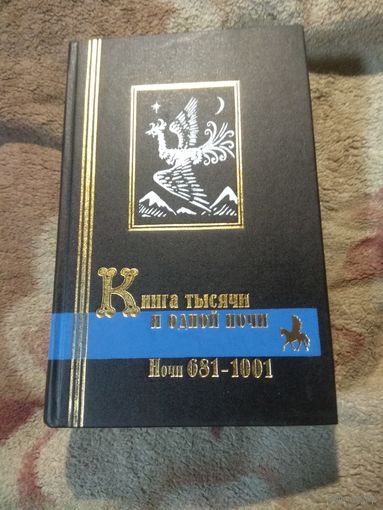 Книга тысячи
и одной ночи
Ночи 681-1001